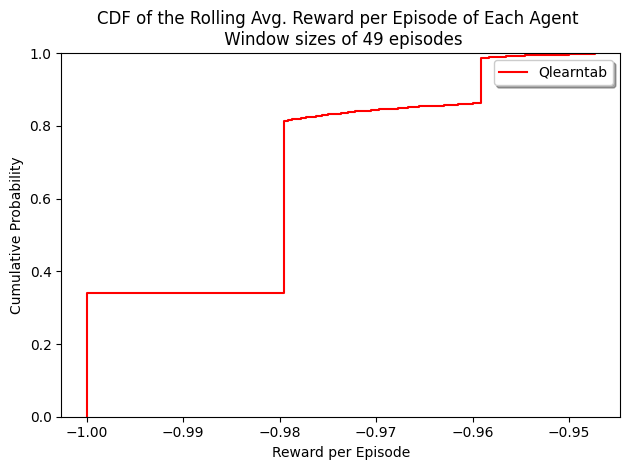 CDF of the Rolling Avg. Reward per Episode of Each Agent
Window sizes of 49 episodes
Qlearntab
Cumulative Probability
1.0
0.8
0.6
0.4
0.2
0.0
−1.00 −0.99 −0.98 −0.97 −0.96 −0.95
Reward per Episode